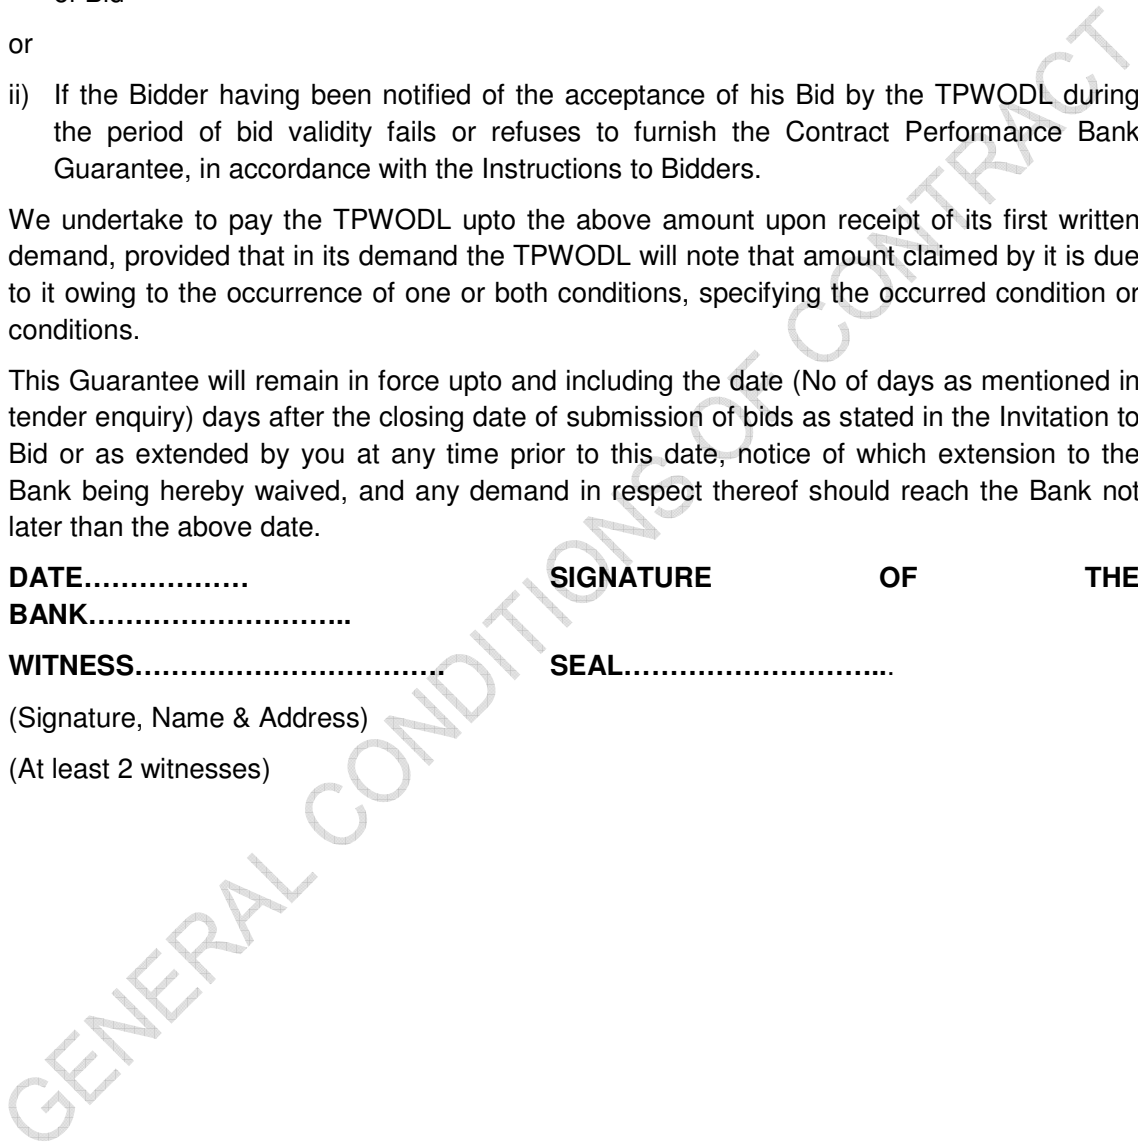 or Bid
or
ii) If the Bidder having been notified of the acceptance of his Bid by the TPWODL during
the period of bid validity fails or refuses to furnish the Contract Performance Bank
Guarantee, in accordance with the Instructions to Bidders.
We undertake to pay the TPWODL upto the above amount upon receipt of its first written
demand, provided that in its demand the TPWODL will note that amount claimed by it is due
to it owing to the occurrence of one or both conditions, specifying the occurred condition or
conditions.
This Guarantee will remain in force upto and including the date (No of days as mentioned in
tender enquiry) days after the closing date of submission of bids as stated in the Invitation to
Bid or as extended by you at any time prior to this date, notice of which extension to the
Bank being hereby waived, and any demand in respect thereof should reach the Bank not
later than the above date.
DATE……………… SIGNATURE OF THE
BANK………………………..
WITNESS…………………………….. SEAL………………………...
(Signature, Name & Address)
(At least 2 witnesses)
GENERAL CONDITIONS OF CONTRACT